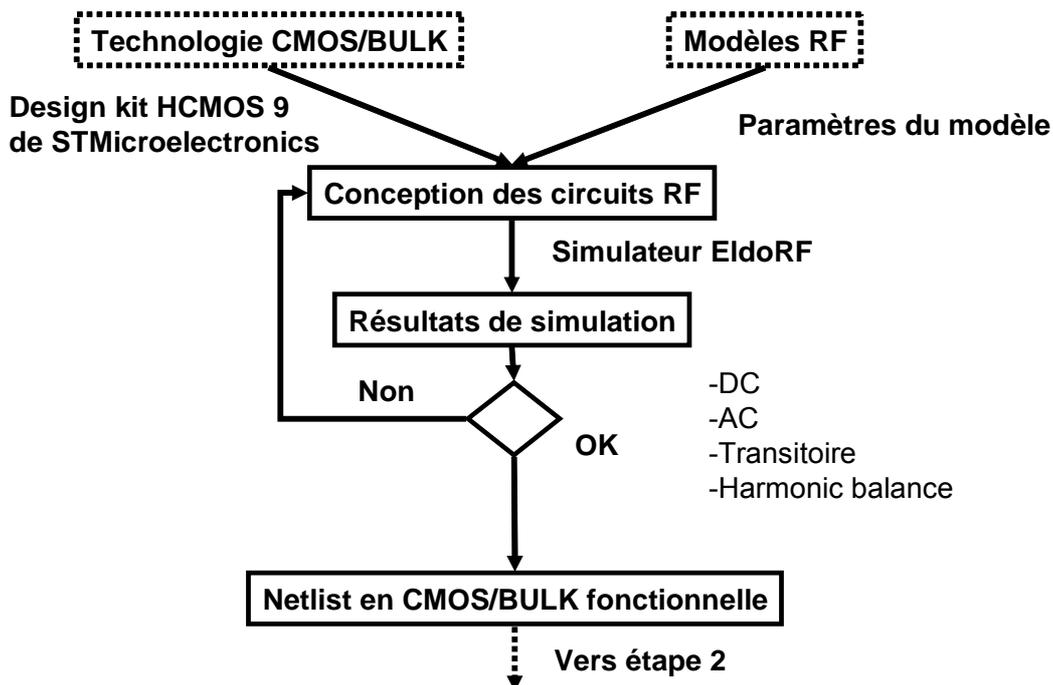 Technologie CMOS/BULK
Modèles RF
Design kit HCMOS 9
de STMicroelectronics
Paramètres du modèle
Conception des circuits RF
Simulateur EldoRF
Résultats de simulation
Non
OK
-DC
-AC
-Transitoire
-Harmonic balance
Netlist en CMOS/BULK fonctionnelle
Vers étape 2